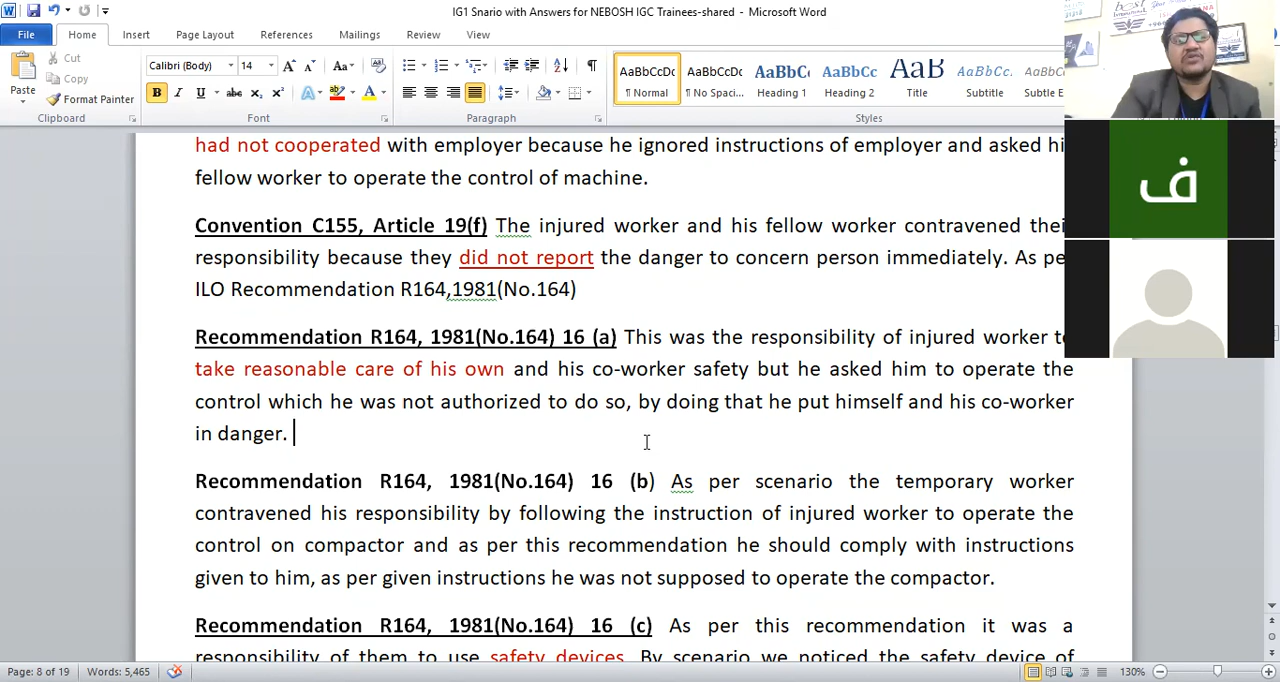 IG1 Snario with Answers for NEBOSH IGC Trainees-shared - Microsoft Word
File Home Insert Page Layout References Mailings Review View
Cut
Copy
Paste
Format Painter
Calibri (Body) 14
AaBbCcDc AaBbCcDc AaBbCc AaBbCc AaB AaBbCcDc AaBbCcD
¶ Normal ¶ No Spaci... Heading 1 Heading 2 Title Subtitle Subtle E
Clipboard Font Paragraph Styles
had not cooperated with employer because he ignored instructions of employer and asked hi
fellow worker to operate the control of machine.
Convention C155, Article 19(f) The injured worker and his fellow worker contravened thei
responsibility because they did not report the danger to concern person immediately. As pe
ILO Recommendation R164,1981(No.164)
Recommendation R164, 1981(No.164) 16 (a) This was the responsibility of injured worker t
take reasonable care of his own and his co-worker safety but he asked him to operate the
control which he was not authorized to do so, by doing that he put himself and his co-worker
in danger.
Recommendation R164, 1981(No.164) 16 (b) As per scenario the temporary worker
contravened his responsibility by following the instruction of injured worker to operate the
control on compactor and as per this recommendation he should comply with instructions
given to him, as per given instructions he was not supposed to operate the compactor.
Recommendation R164, 1981(No.164) 16 (c) As per this recommendation it was a
responsibility of them to use safety devices. By scenario we noticed the safety device of
ف
Page: 8 of 19 Words: 5,465 130%